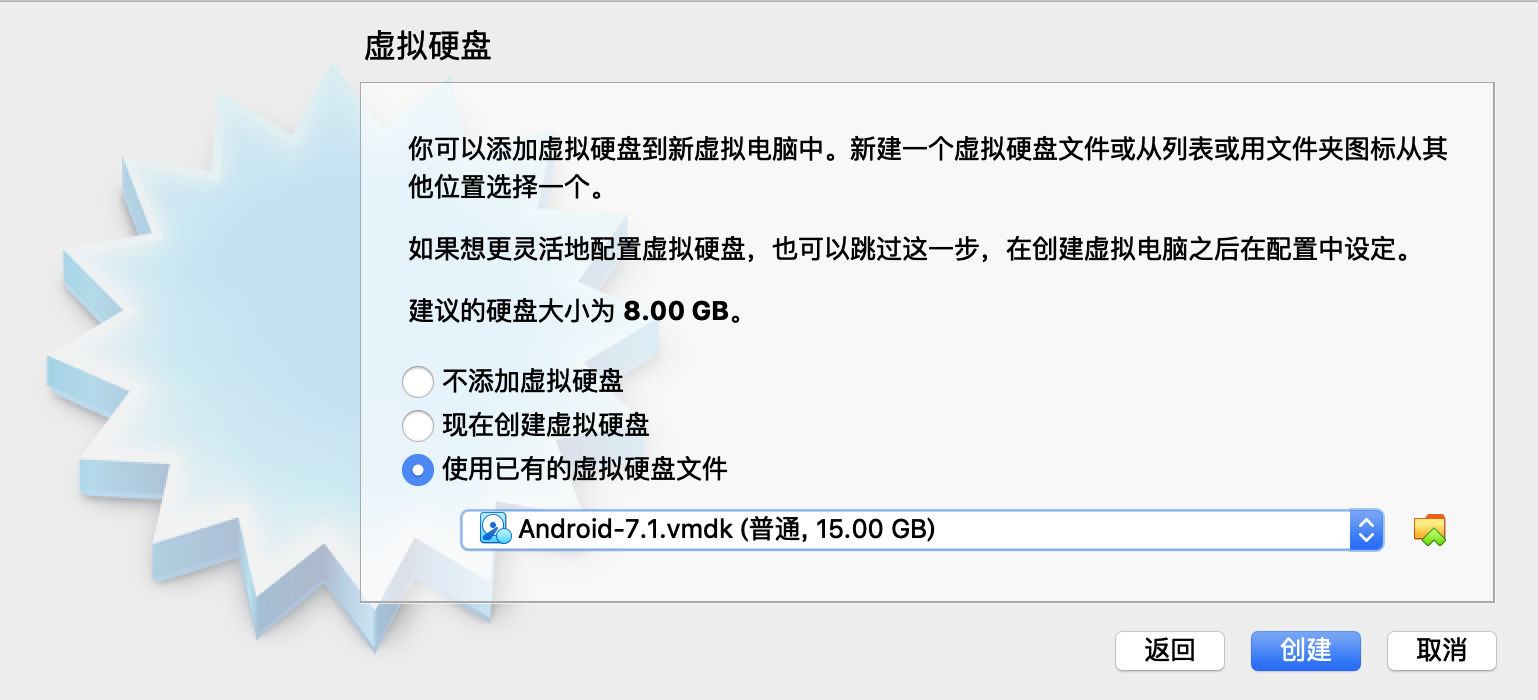 虚拟硬盘
你可以添加虚拟硬盘到新虚拟电脑中。新建一个虚拟硬盘文件或从列表或用文件夹图标从其
他位置选择一个。
如果想更灵活地配置虚拟硬盘，也可以跳过这一步，在创建虚拟电脑之后在配置中设定。
建议的硬盘大小为 8.00 GB。
不添加虚拟硬盘
现在创建虚拟硬盘
使用已有的虚拟硬盘文件
Android-7.1.vmdk (普通, 15.00 GB)
返回 创建 取消